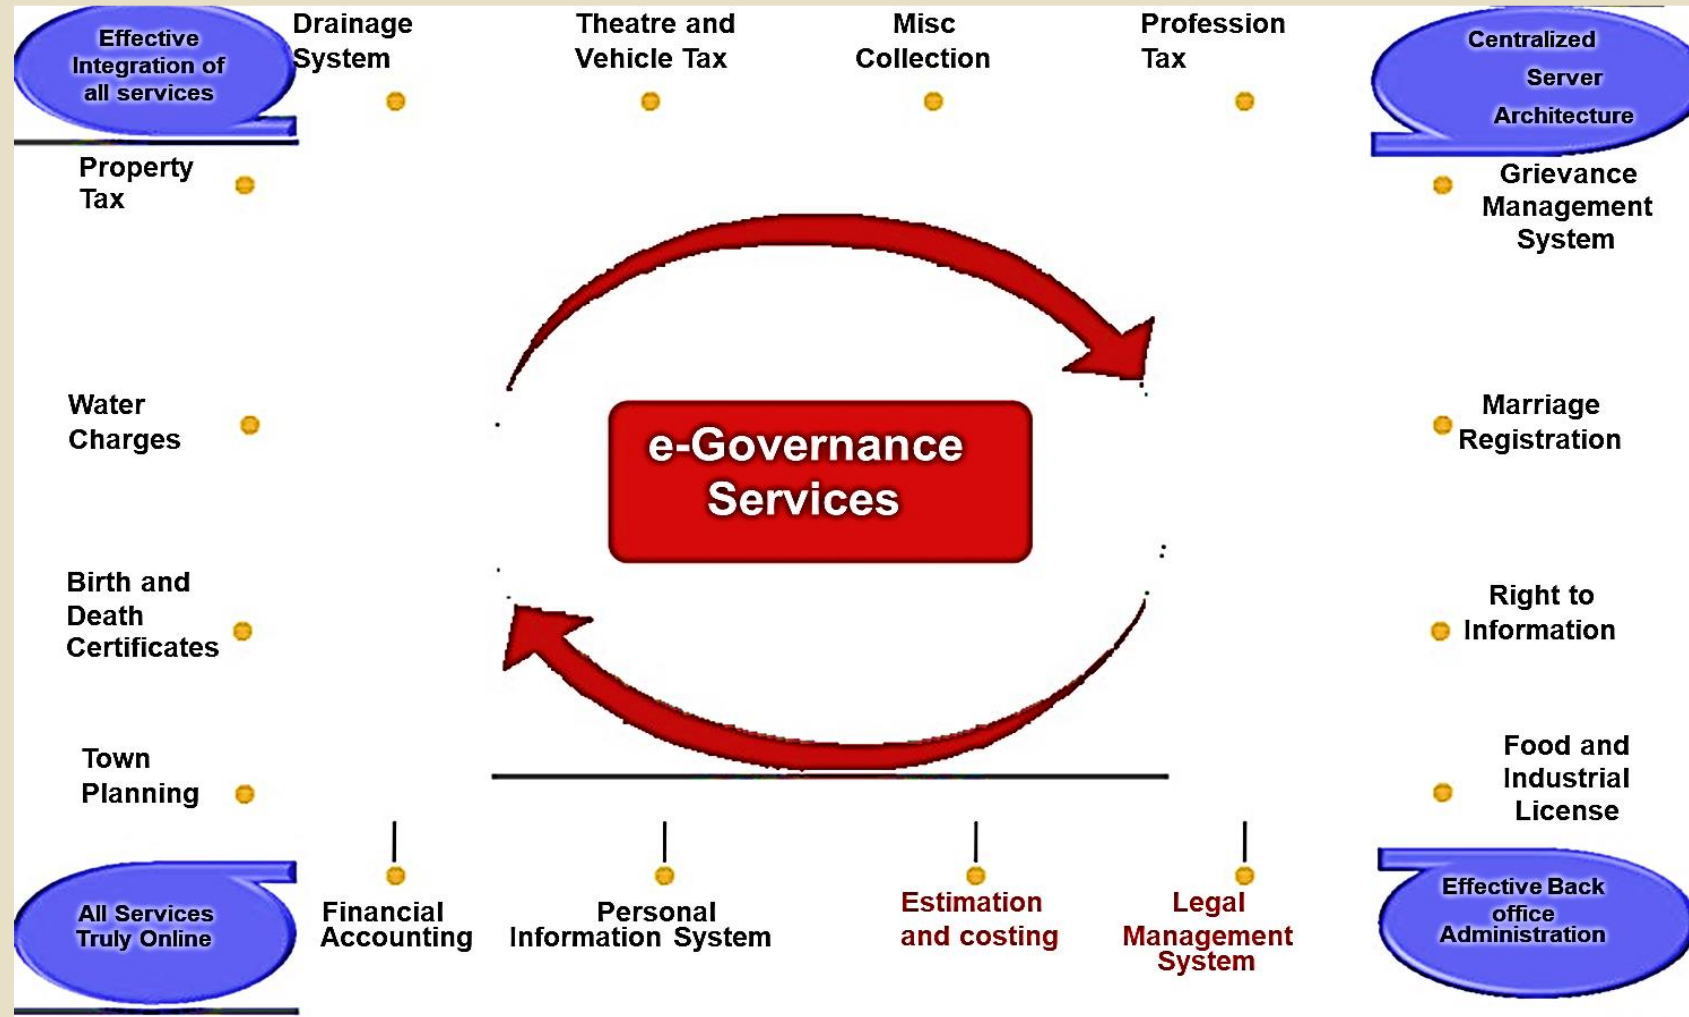 Effective
Integration of
all services
Drainage
System
Theatre and
Vehicle Tax
Misc
Collection
Profession
Tax
Centralized
Server
Architecture
Property
Tax
Grievance
Management
System
Water
Charges
e-Governance
Services
Marriage
Registration
Birth and
Death
Certificates
Right to
Information
Town
Planning
Food and
Industrial
License
All Services
Truly Online
Financial
Accounting
Personal
Information System
Estimation
and costing
Legal
Management
System
Effective Back
office
Administration